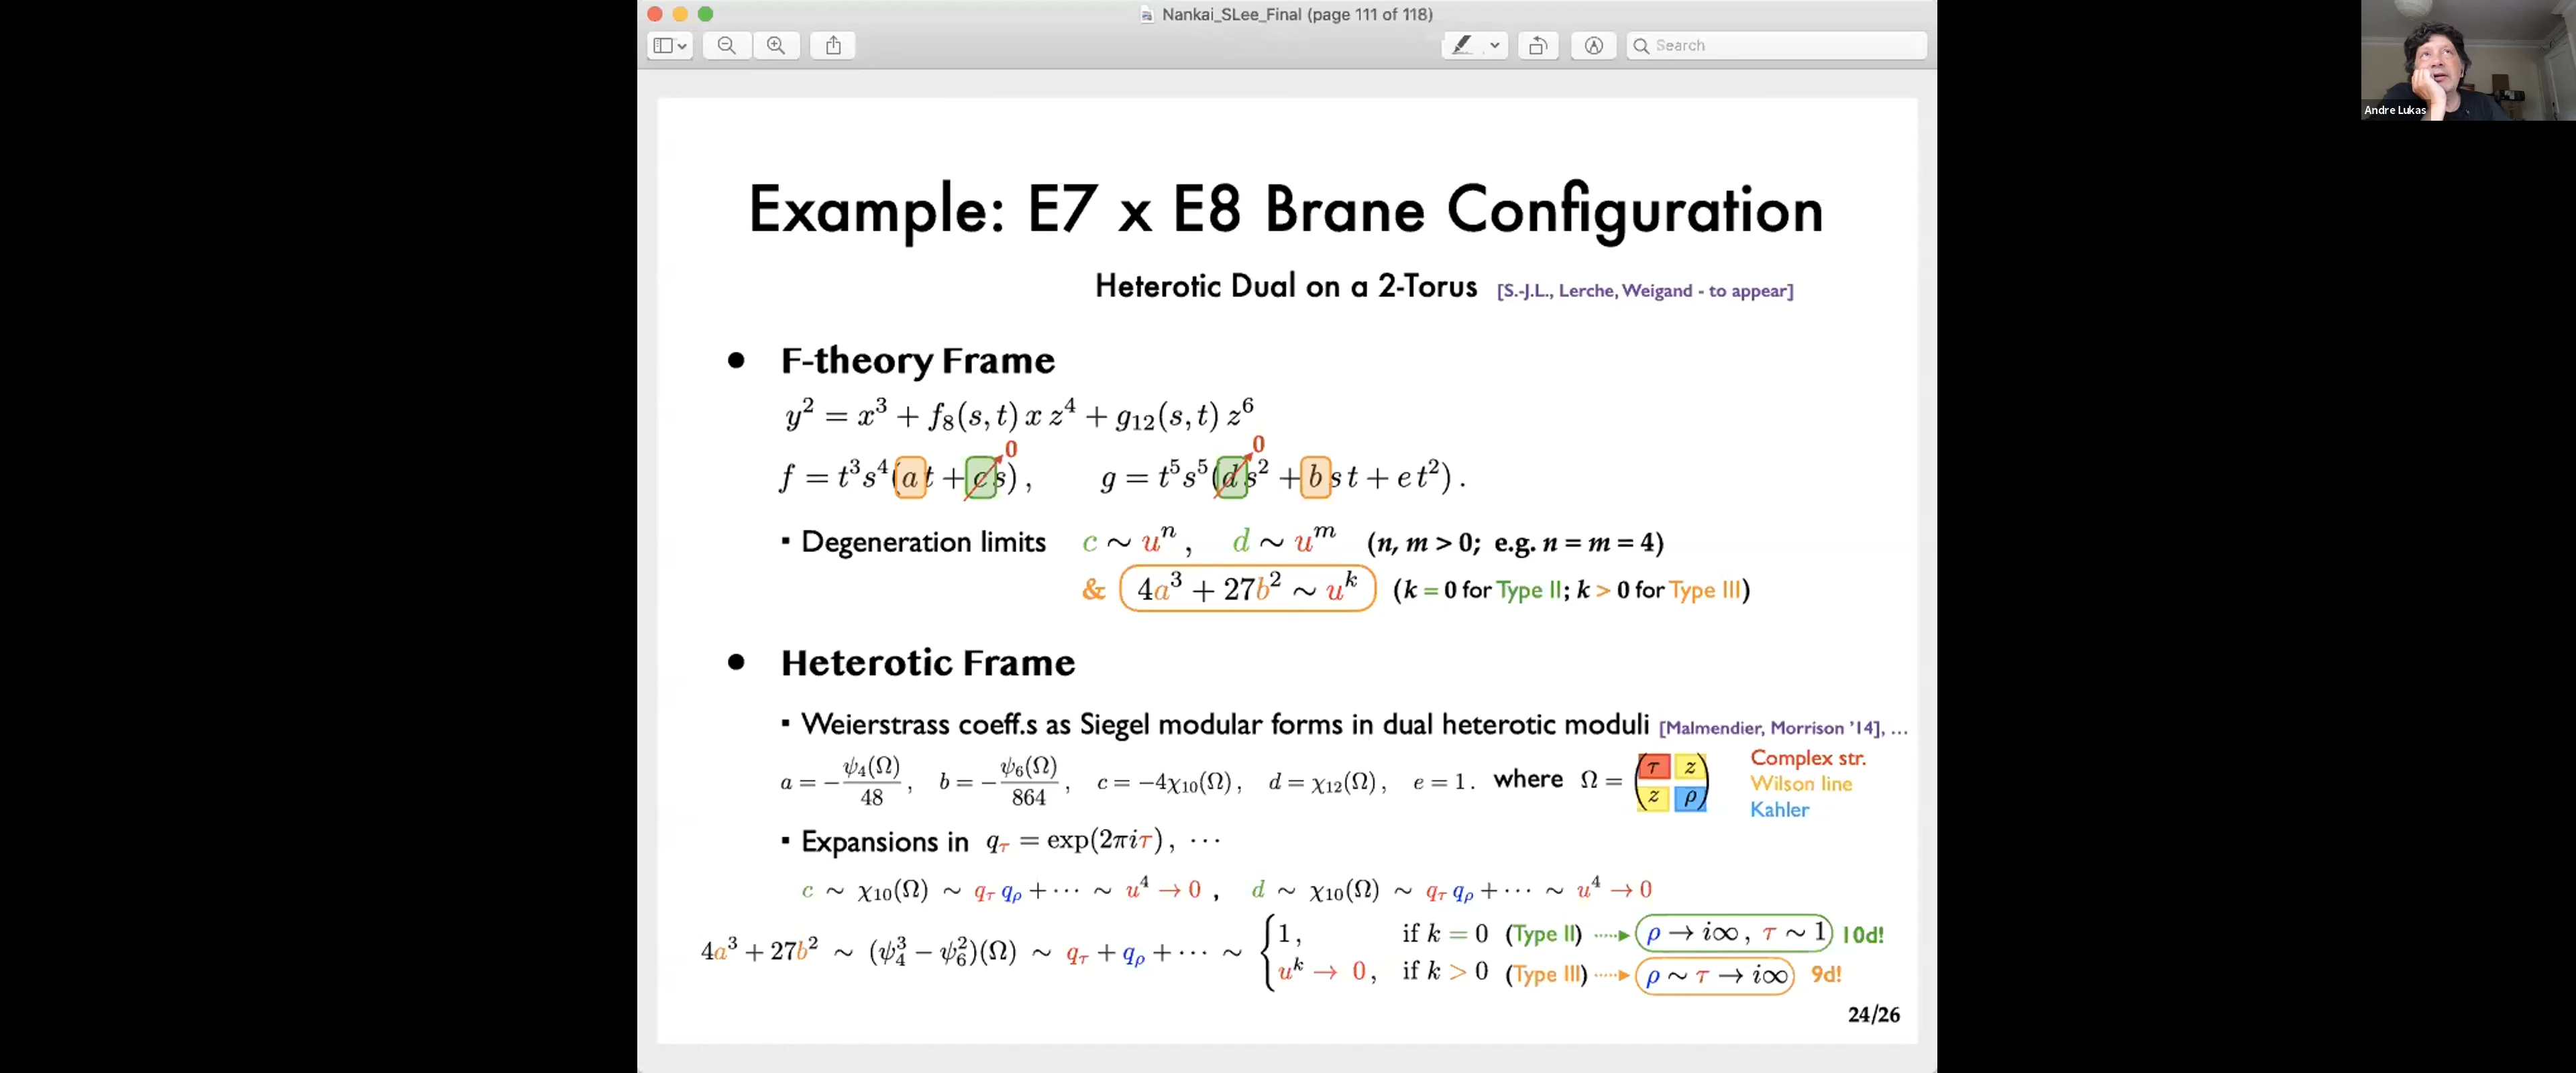 Nankai_SLee_Final (page 111 of 118)
Search
Andre Lukas
Example: E7 x E8 Brane Configuration
Heterotic Dual on a 2-Torus [S.-J.L., Lerche, Weigand - to appear]
• F-theory Frame
y² = x³ + f₈(s, t) x z⁴ + g₁₂(s, t) z⁶
0 0
f = t³s⁴(at + cs), g = t⁵s⁵(ds² + bst + et²).
▪ Degeneration limits c ~ uⁿ, d ~ uᵐ (n, m > 0; e.g. n = m = 4)
& 4a³ + 27b² ~ uᵏ (k = 0 for Type II; k > 0 for Type III)
• Heterotic Frame
▪ Weierstrass coeff.s as Siegel modular forms in dual heterotic moduli [Malmendier, Morrison '14], ...
a = −ψ₄(Ω)/48, b = −ψ₆(Ω)/864, c = −4χ₁₀(Ω), d = χ₁₂(Ω), e = 1. where Ω = (τ z z ρ)
Complex str.
Wilson line
Kahler
▪ Expansions in q_τ = exp(2πiτ), ⋯
c ~ χ₁₀(Ω) ~ q_τ q_ρ + ⋯ ~ u⁴ → 0, d ~ χ₁₀(Ω) ~ q_τ q_ρ + ⋯ ~ u⁴ → 0
4a³ + 27b² ~ (ψ₄³ − ψ₆²)(Ω) ~ q_τ + q_ρ + ⋯ ~ { 1, if k = 0 (Type II) ⋯▸ ρ → i∞, τ ~ 1 10d!
uᵏ → 0, if k > 0 (Type III) ⋯▸ ρ ~ τ → i∞ 9d!
24/26